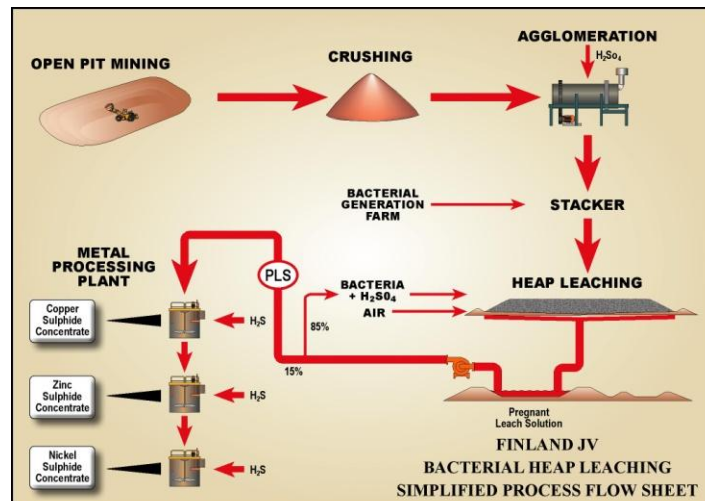 OPEN PIT MINING
CRUSHING
AGGLOMERATION
H₂So₄
BACTERIAL
GENERATION
FARM
STACKER
METAL
PROCESSING
PLANT
PLS
BACTERIA
+ H₂SO₄
AIR
HEAP LEACHING
Copper
Sulphide
Concentrate
H₂S
85%
15%
Zinc
Sulphide
Concentrate
H₂S
Pregnant
Leach Solution
Nickel
Sulphide
Concentrate
H₂S
FINLAND JV
BACTERIAL HEAP LEACHING
SIMPLIFIED PROCESS FLOW SHEET